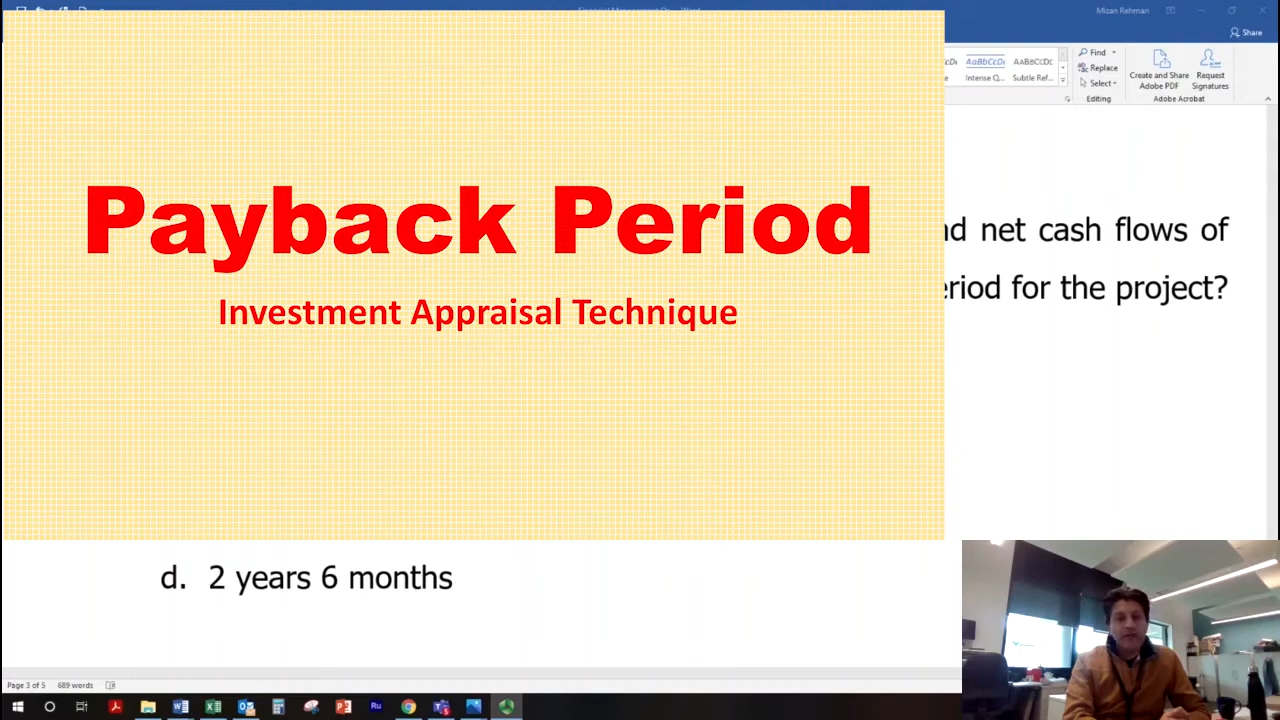 Mizan Rehman
Share
Payback Period
Investment Appraisal Technique
AaBbCcDc
AaBbCcDc
Intense Q...
Subtle Ref...
Find
Replace
Select
Editing
Create and Share
Adobe PDF
Request
Signatures
Adobe Acrobat
net cash flows of
for the project?
d. 2 years 6 months
Page 3 of 5
689 words